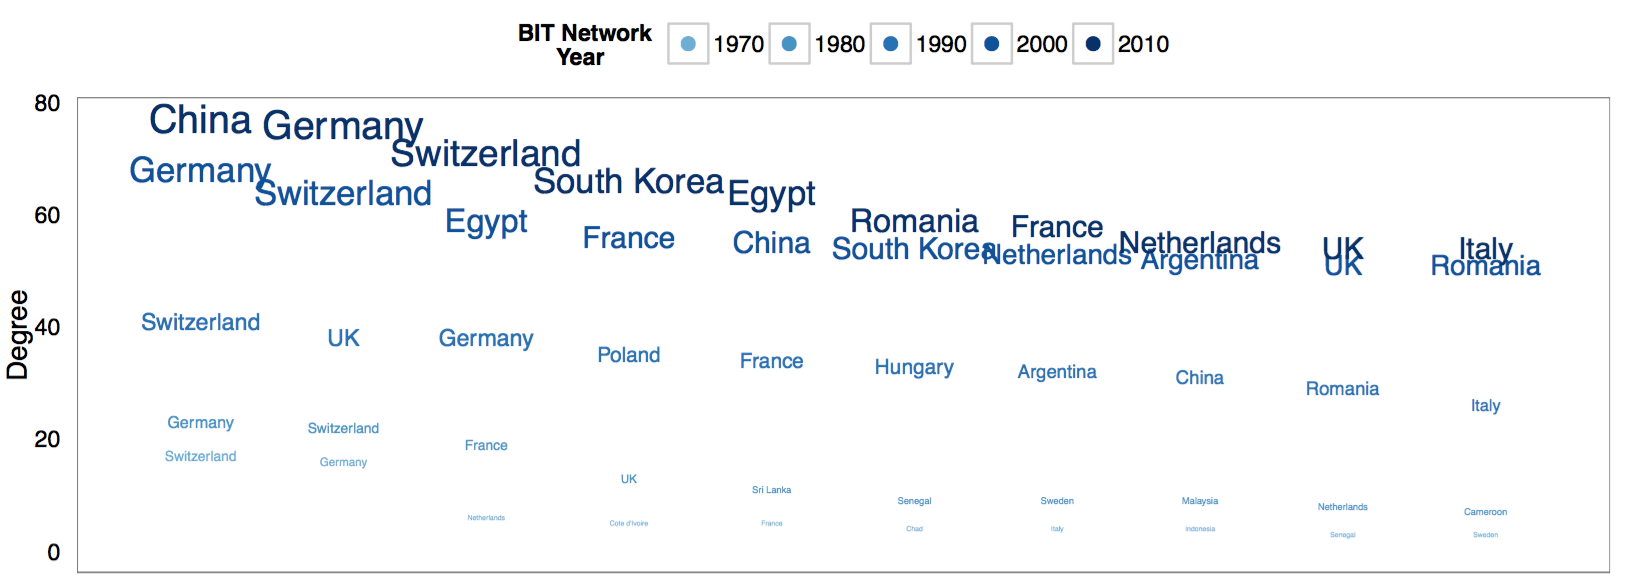 BIT Network
Year
1970 1980 1990 2000 2010
Degree
80
60
40
20
0
China Germany Switzerland South Korea Egypt Romania France Netherlands UK Italy
Germany Switzerland Egypt France China South Korea Netherlands Argentina UK Romania
Switzerland UK Germany Poland France Hungary Argentina China Romania Italy
Germany Switzerland France UK Sri Lanka Senegal Sweden Malaysia Netherlands Cameroon
Switzerland Germany Netherlands Cote d'Ivoire France Chad Italy Indonesia Senegal Sweden